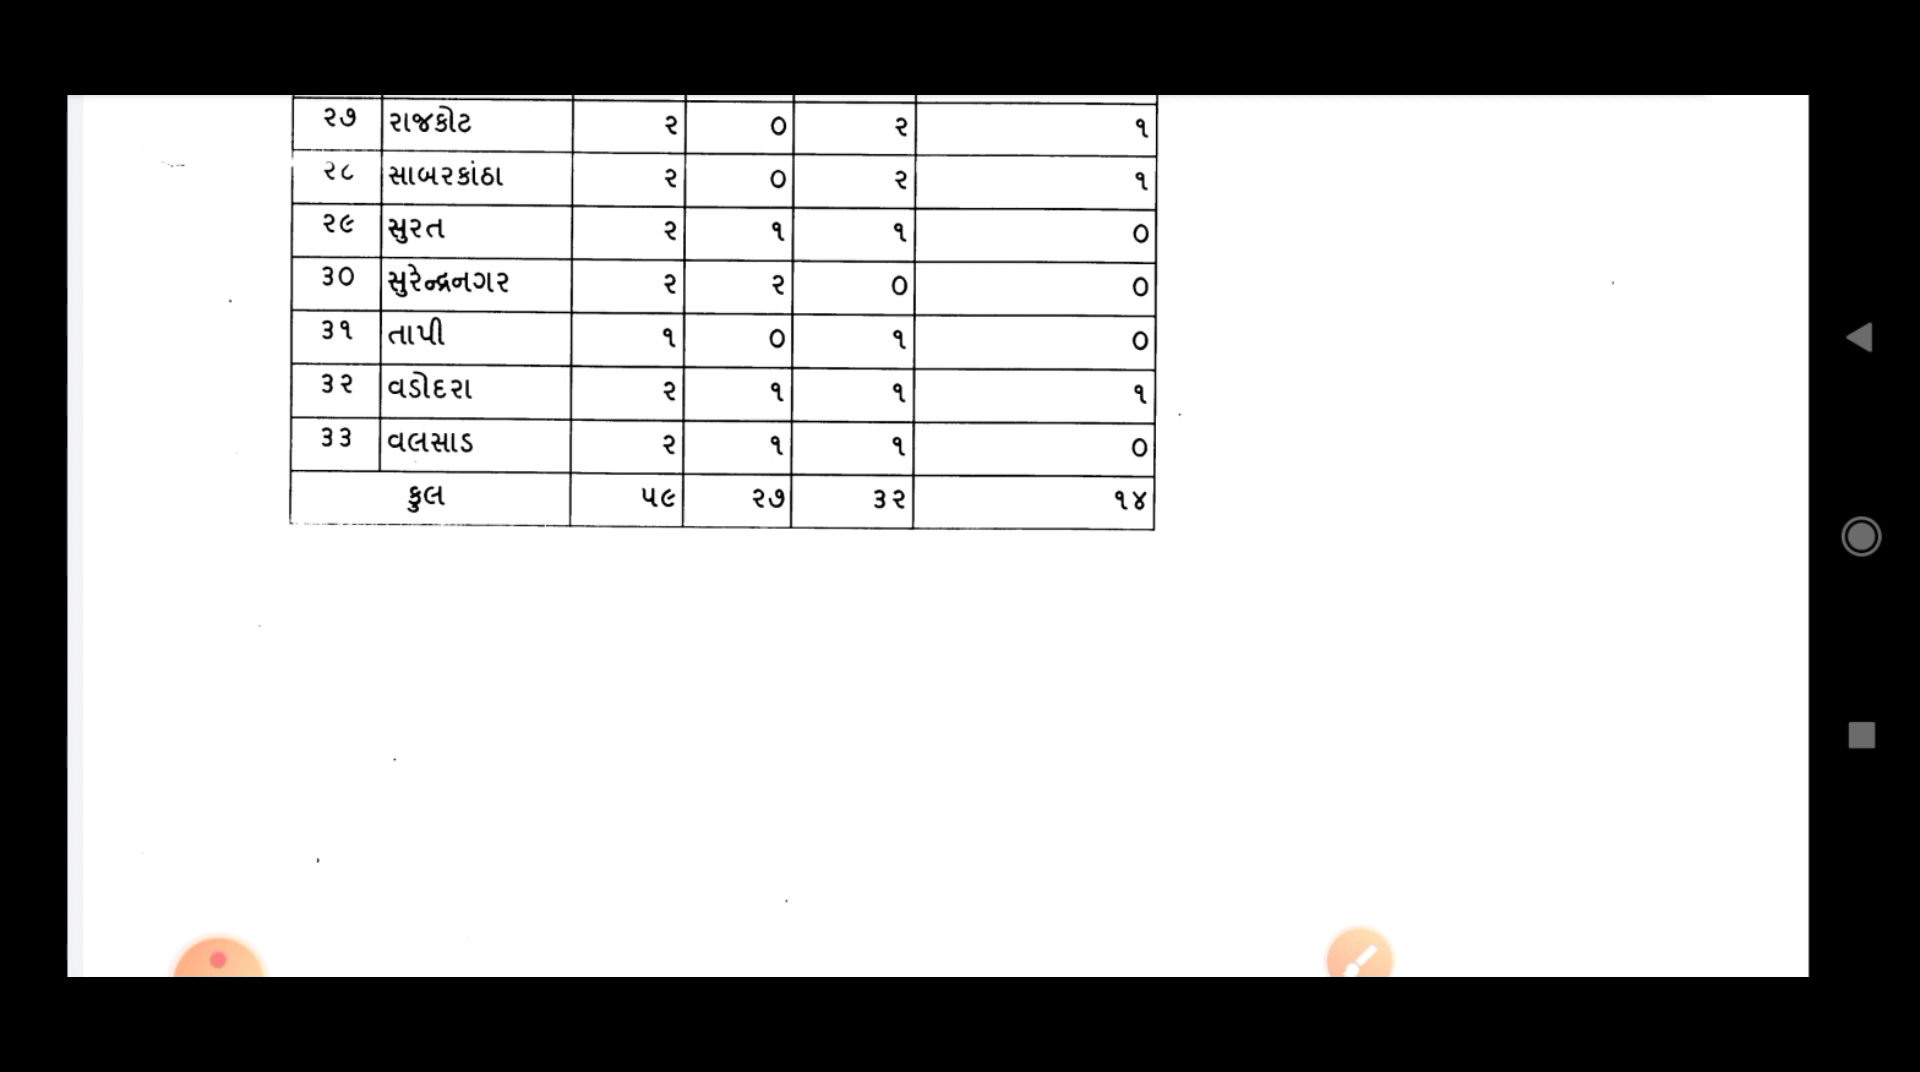 ૨૭ રાજકોટ ૨ ૦ ૨ ૧
૨૮ સાબરકાંઠા ૨ ૦ ૨ ૧
૨૯ સુરત ૨ ૧ ૧ ૦
૩૦ સુરેન્દ્રનગર ૨ ૨ ૦ ૦
૩૧ તાપી ૧ ૦ ૧ ૦
૩૨ વડોદરા ૨ ૧ ૧ ૧
૩૩ વલસાડ ૨ ૧ ૧ ૦
કુલ ૫૯ ૨૭ ૩૨ ૧૪